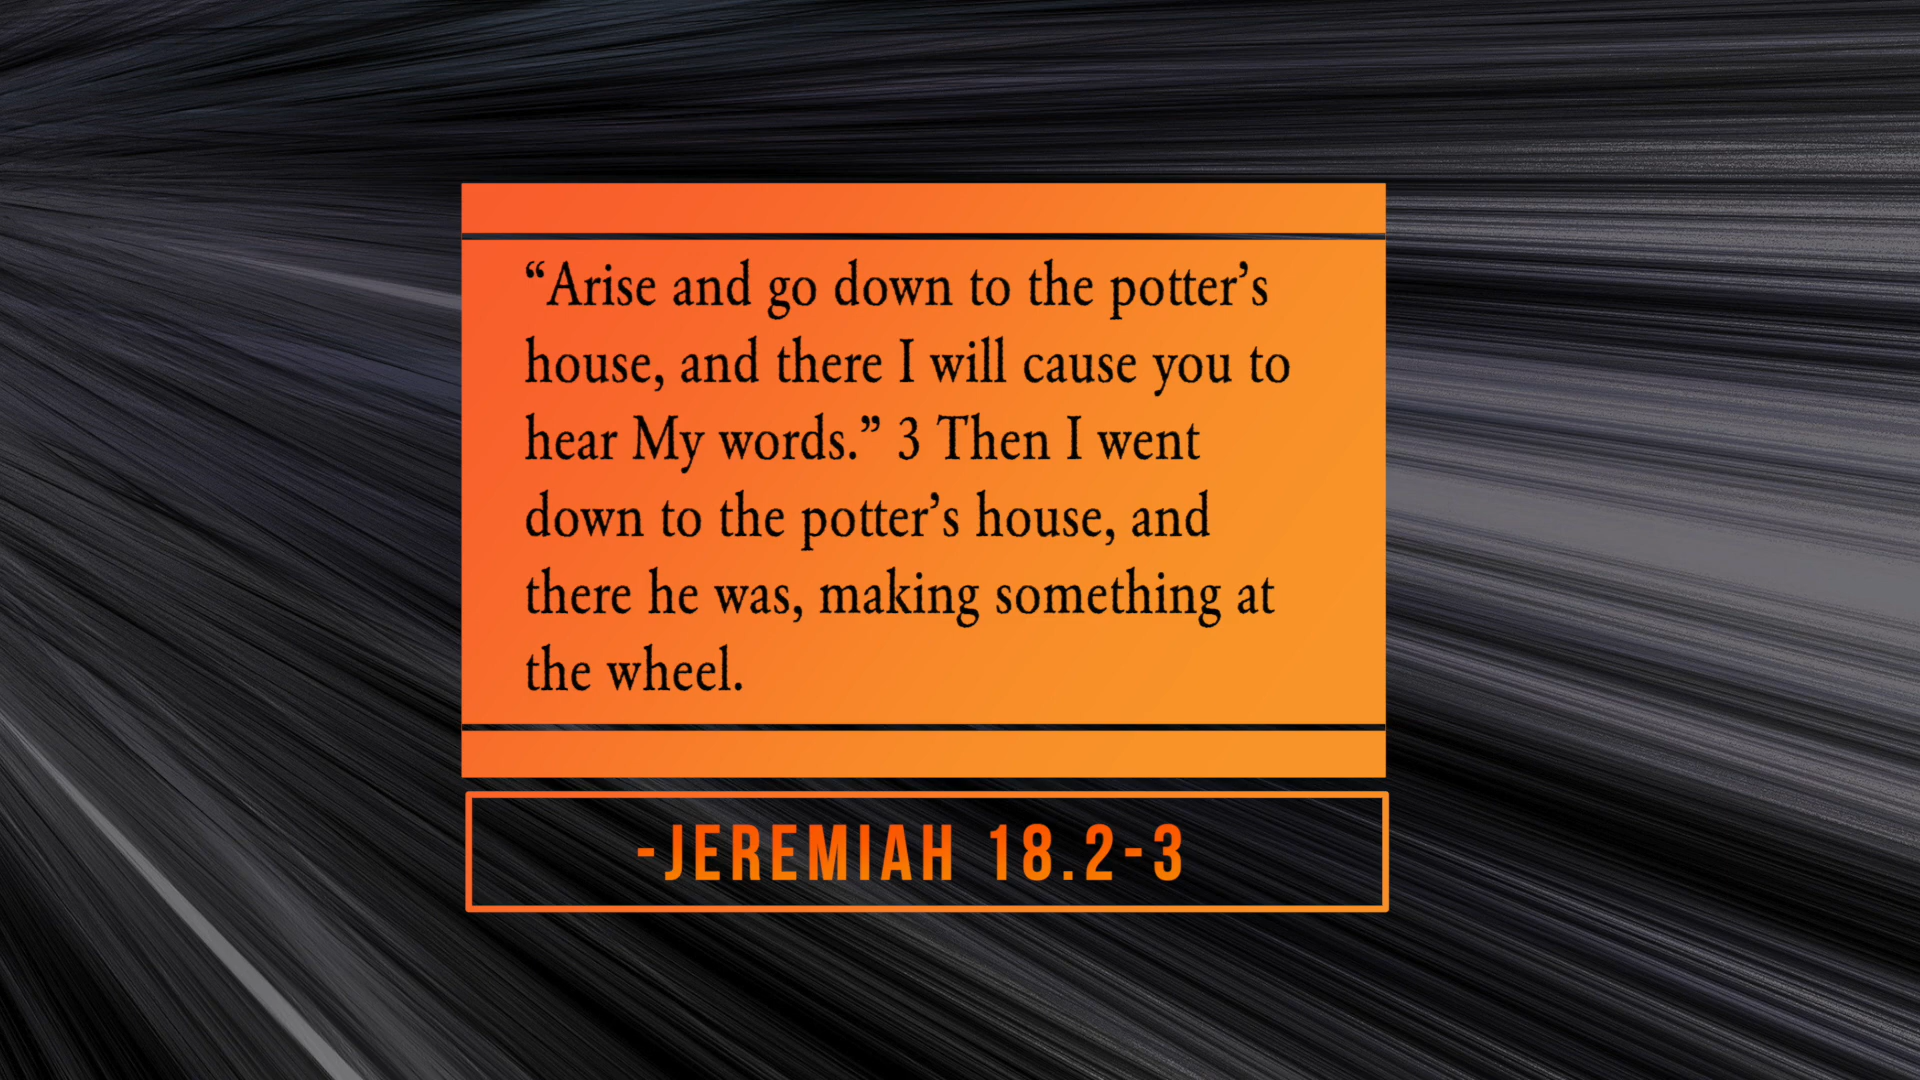 “Arise and go down to the potter’s
house, and there I will cause you to
hear My words.” 3 Then I went
down to the potter’s house, and
there he was, making something at
the wheel.
-JEREMIAH 18.2-3